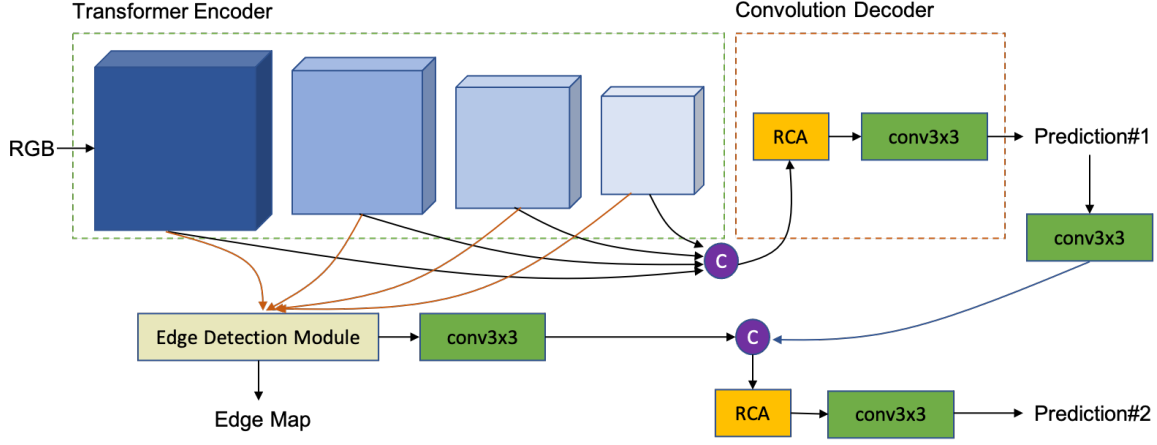 Transformer Encoder
Convolution Decoder
RGB
RCA
conv3x3
Prediction#1
conv3x3
C
Edge Detection Module
conv3x3
C
Edge Map
RCA
conv3x3
Prediction#2